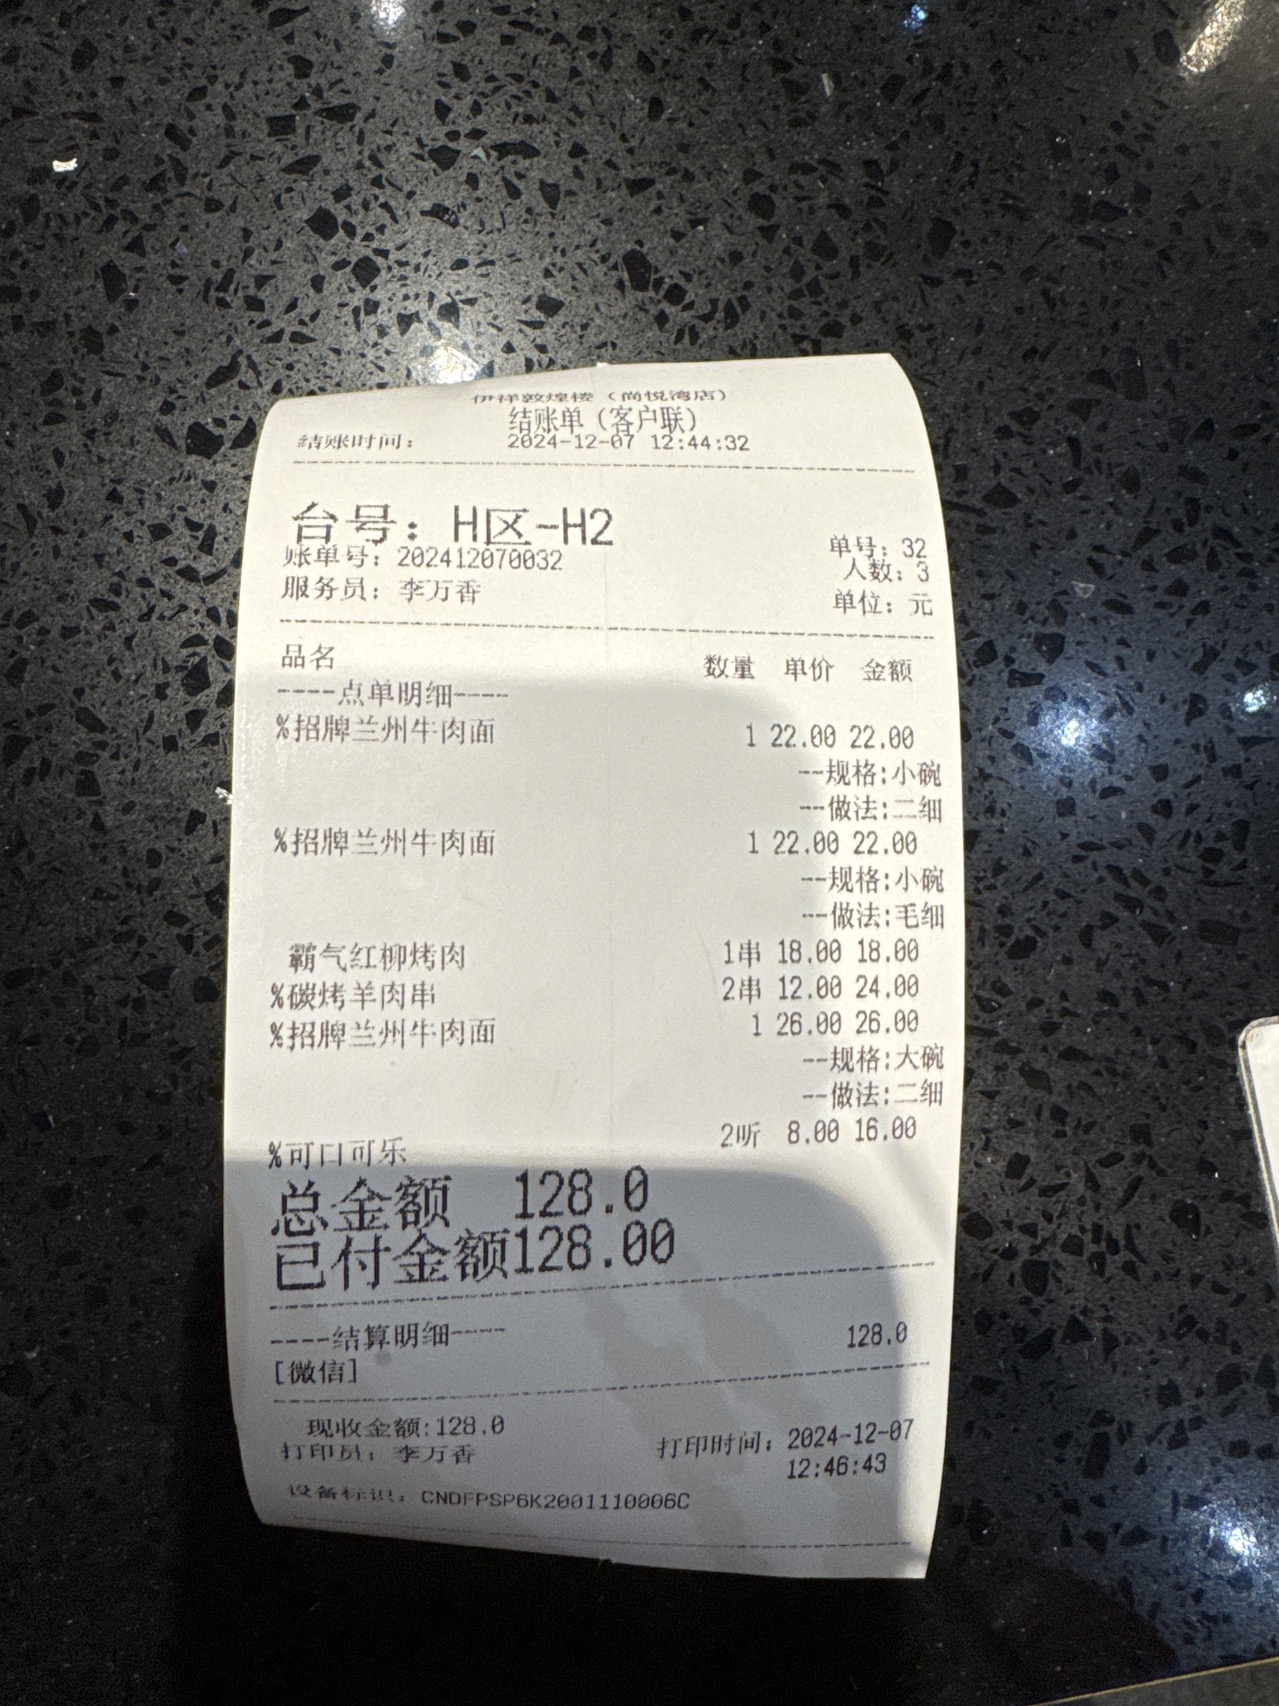 伊祥敦煌楼（尚悦湾店）
结账单（客户联）
结账时间： 2024-12-07 12:44:32
台号：H区-H2
单号：32
账单号：202412070032
人数：3
服务员：李万香
单位：元
品名 数量 单价 金额
----点单明细----
%招牌兰州牛肉面 1 22.00 22.00
--规格:小碗
--做法:二细
%招牌兰州牛肉面 1 22.00 22.00
--规格:小碗
--做法:毛细
霸气红柳烤肉 1串 18.00 18.00
%碳烤羊肉串 2串 12.00 24.00
%招牌兰州牛肉面 1 26.00 26.00
--规格:大碗
--做法:二细
%可口可乐 2听 8.00 16.00
总金额 128.0
已付金额128.00
----结算明细----
[微信] 128.0
现收金额:128.0
打印员：李万香 打印时间：2024-12-07
12:46:43
设备标识：CNDFPSP6K2001110006C